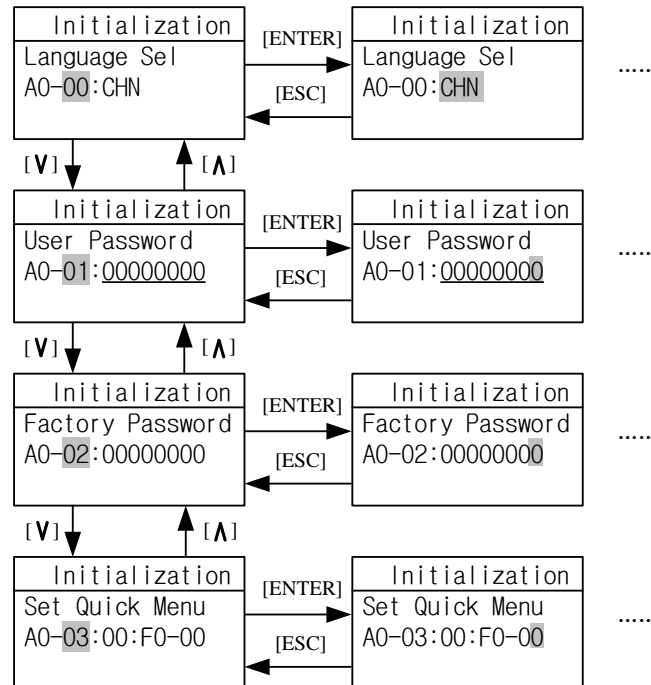 Initialization
Language Sel
A0-00:CHN
[ENTER]
[ESC]
Initialization
Language Sel
A0-00:CHN
.....
[V]
[Λ]
Initialization
User Password
A0-01:00000000
[ENTER]
[ESC]
Initialization
User Password
A0-01:00000000
.....
[V]
[Λ]
Initialization
Factory Password
A0-02:00000000
[ENTER]
[ESC]
Initialization
Factory Password
A0-02:00000000
.....
[V]
[Λ]
Initialization
Set Quick Menu
A0-03:00:F0-00
[ENTER]
[ESC]
Initialization
Set Quick Menu
A0-03:00:F0-00
.....